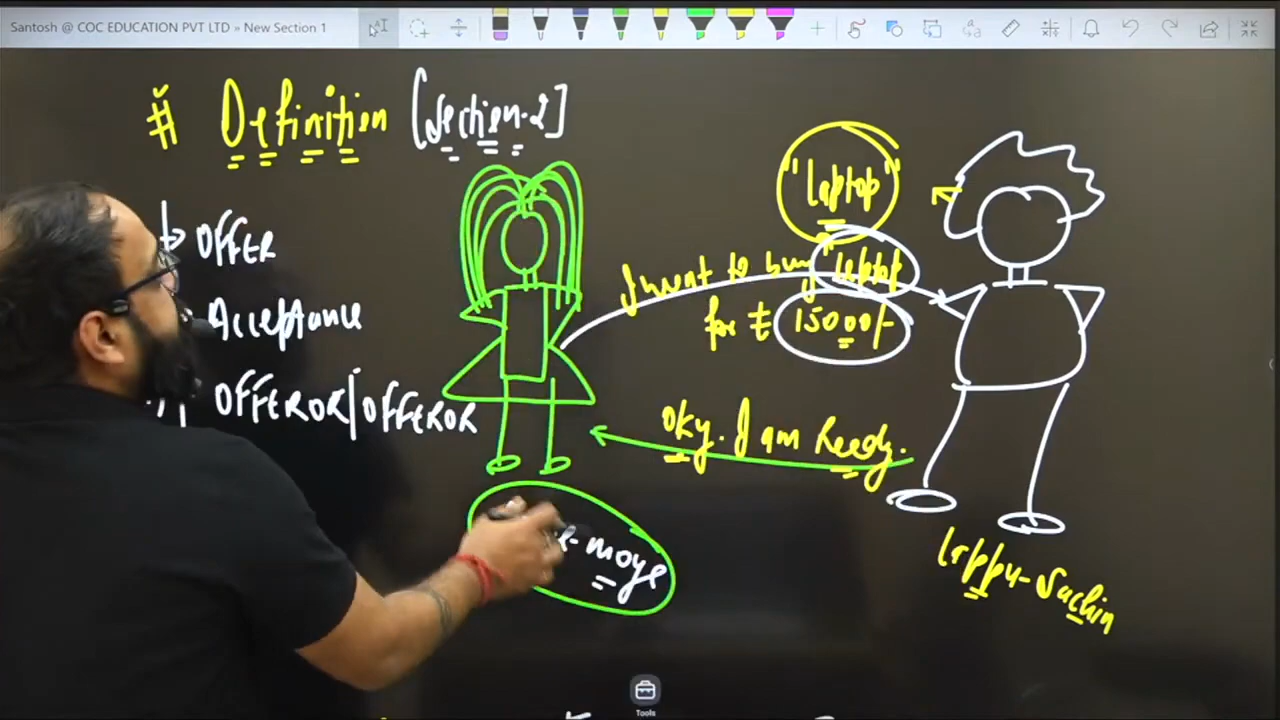 Santosh @ COC EDUCATION PVT LTD » New Section 1
# Definition [Section-2]
OFFER
Acceptance
OFFEROR/OFFEROR
"laptop"
I want to buy laptop
for ₹ 15000/-
oky. I am Ready.
-moye
lappy-Sachin
Tools